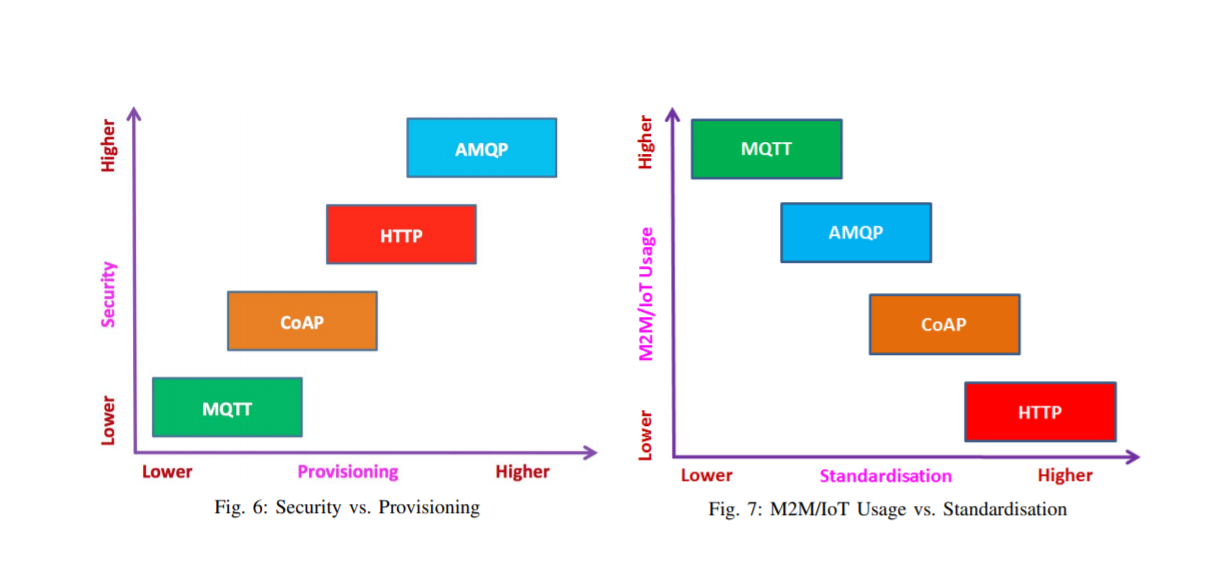 Higher
Security
Lower
AMQP
HTTP
CoAP
MQTT
Lower Provisioning Higher
Fig. 6: Security vs. Provisioning
Higher
M2M/IoT Usage
Lower
MQTT
AMQP
CoAP
HTTP
Lower Standardisation Higher
Fig. 7: M2M/IoT Usage vs. Standardisation